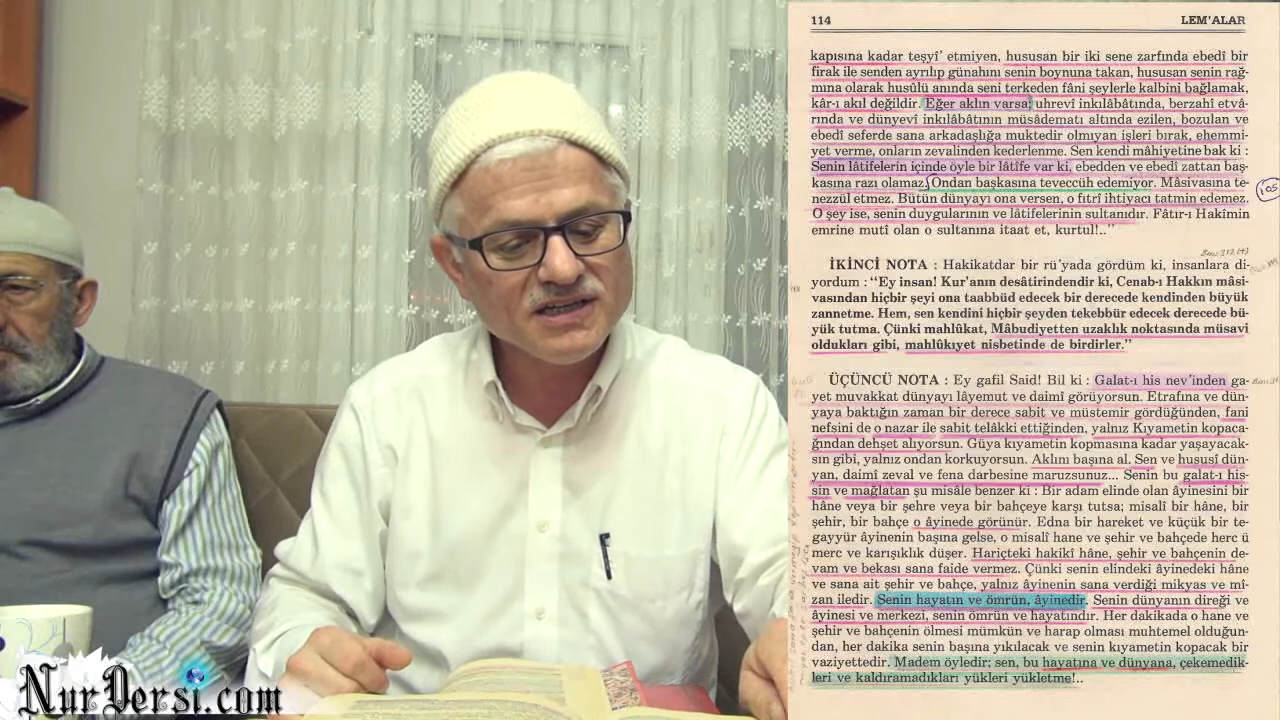 114 LEM'ALAR
kapısına kadar teşyi' etmiyen, hususan bir iki sene zarfında ebedî bir
firak ile senden ayrılıp günahını senin boynuna takan, hususan senin rağ-
mına olarak husûlü anında seni terkeden fâni şeylerle kalbini bağlamak,
kâr-ı akıl değildir. Eğer aklın varsa; uhrevî inkılâbâtında, berzahî etvâ-
rında ve dünyevî inkılâbâtının müsâdematı altında ezilen, bozulan ve
ebedî seferde sana arkadaşlığa muktedir olmıyan işleri bırak, ehemmi-
yet verme, onların zevalinden kederlenme. Sen kendi mâhiyetine bak ki :
Senin lâtifelerin içinde öyle bir lâtîfe var ki, ebedden ve ebedî zattan baş-
kasına razı olamaz. Ondan başkasına teveccüh edemiyor. Mâsivasına te-
nezzül etmez. Bütün dünyayı ona versen, o fıtrî ihtiyacı tatmin edemez.
O şey ise, senin duygularının ve lâtifelerinin sultanıdır. Fâtır-ı Hakîmin
emrine mutî olan o sultanına itaat et, kurtul!.."
105
İKİNCİ NOTA : Hakikatdar bir rü'yada gördüm ki, insanlara di-
yordum : "Ey insan! Kur'anın desâtirindendir ki, Cenab-ı Hakkın mâsi-
vasından hiçbir şeyi ona taabbüd edecek bir derecede kendinden büyük
zannetme. Hem, sen kendini hiçbir şeyden tekebbür edecek derecede bü-
yük tutma. Çünki mahlûkat, Mâbudiyetten uzaklık noktasında müsavi
oldukları gibi, mahlûkıyet nisbetinde de birdirler."
ÜÇÜNCÜ NOTA : Ey gafil Said! Bil ki : Galat-ı his nev'inden ga-
yet muvakkat dünyayı lâyemut ve daimî görüyorsun. Etrafına ve dün-
yaya baktığın zaman bir derece sabit ve müstemir gördüğünden, fani
nefsini de o nazar ile sabit telâkki ettiğinden, yalnız Kıyametin kopaca-
ğından dehşet alıyorsun. Güya kıyametin kopmasına kadar yaşayacak-
sın gibi, yalnız ondan korkuyorsun. Aklını başına al. Sen ve hususî dün-
yan, daimî zeval ve fena darbesine maruzsunuz... Senin bu galat-ı his-
sin ve mağlatan şu misâle benzer ki : Bir adam elinde olan âyinesini bir
hâne veya bir şehre veya bir bahçeye karşı tutsa; misalî bir hâne, bir
şehir, bir bahçe o âyinede görünür. Edna bir hareket ve küçük bir te-
gayyür âyinenin başına gelse, o misalî hane ve şehir ve bahçede herc ü
merc ve karışıklık düşer. Hariçteki hakikî hâne, şehir ve bahçenin de-
vam ve bekası sana faide vermez. Çünki senin elindeki âyinedeki hâne
ve sana ait şehir ve bahçe, yalnız âyinenin sana verdiği mikyas ve mî-
zan iledir. Senin hayatın ve ömrün, âyinedir. Senin dünyanın direği ve
âyinesi ve merkezi, senin ömrün ve hayatındır. Her dakikada o hane ve
şehir ve bahçenin ölmesi mümkün ve harap olması muhtemel olduğun-
dan, her dakika senin başına yıkılacak ve senin kıyametin kopacak bir
vaziyettedir. Madem öyledir; sen, bu hayatına ve dünyana, çekemedik-
leri ve kaldıramadıkları yükleri yükletme!..
NurDersi.com